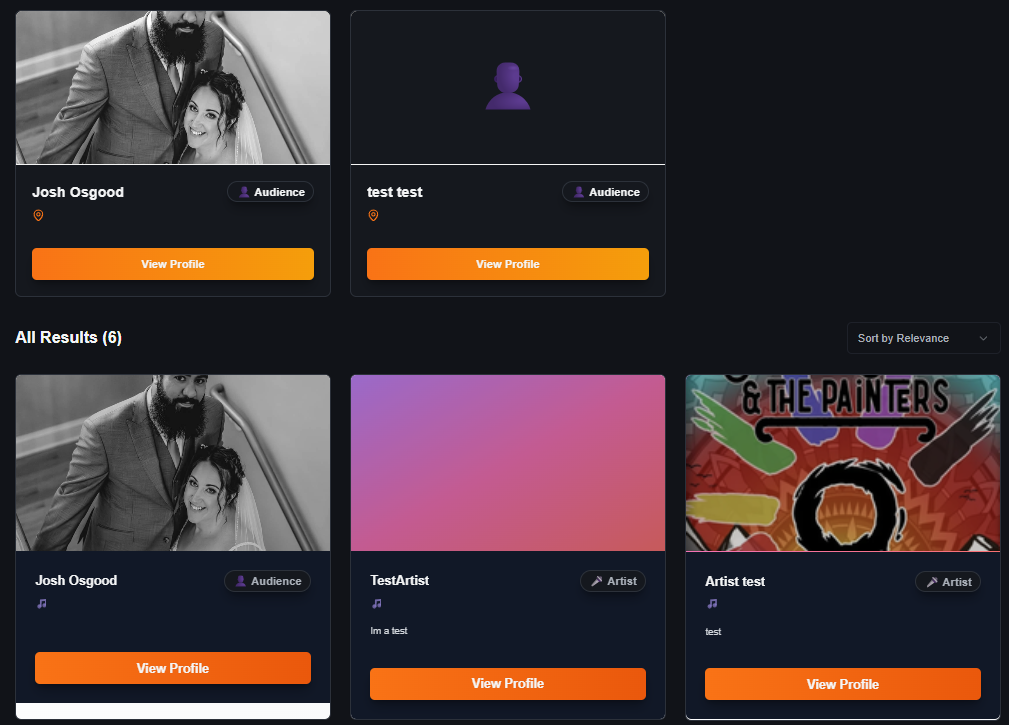 Josh Osgood
Audience
test test
Audience
View Profile
View Profile
All Results (6)
Sort by Relevance
& THE PAiNTERS
Josh Osgood
Audience
TestArtist
Artist
Artist test
Artist
Im a test
test
View Profile
View Profile
View Profile